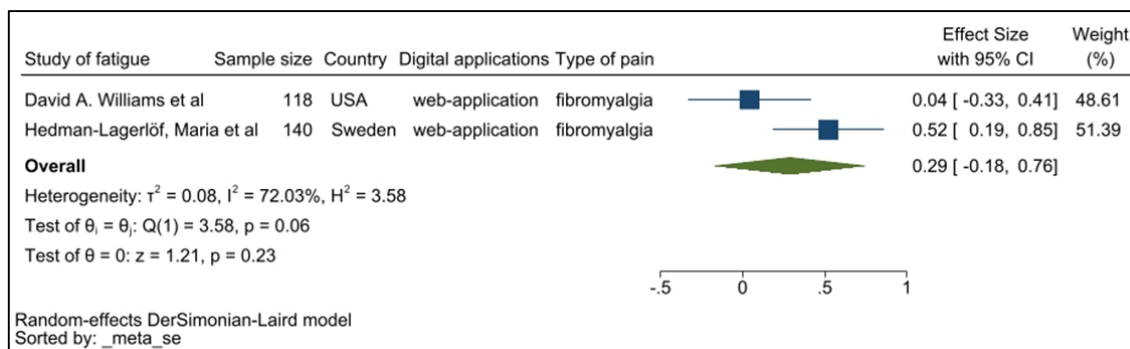 Effect Size Weight
Study of fatigue Sample size Country Digital applications Type of pain with 95% CI (%)
David A. Williams et al 118 USA web-application fibromyalgia 0.04 [ -0.33, 0.41] 48.61
Hedman-Lagerlöf, Maria et al 140 Sweden web-application fibromyalgia 0.52 [ 0.19, 0.85] 51.39
Overall 0.29 [ -0.18, 0.76]
Heterogeneity: τ² = 0.08, I² = 72.03%, H² = 3.58
Test of θᵢ = θⱼ: Q(1) = 3.58, p = 0.06
Test of θ = 0: z = 1.21, p = 0.23
-.5 0 .5 1
Random-effects DerSimonian-Laird model
Sorted by: _meta_se